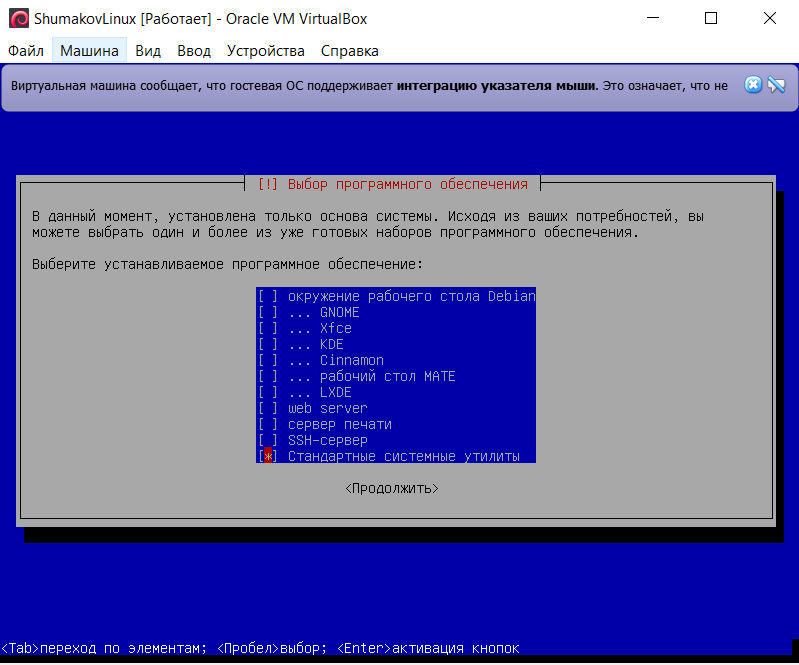 ShumakovLinux [Работает] - Oracle VM VirtualBox
Файл Машина Вид Ввод Устройства Справка
Виртуальная машина сообщает, что гостевая ОС поддерживает интеграцию указателя мыши. Это означает, что не
[!] Выбор программного обеспечения
В данный момент, установлена только основа системы. Исходя из ваших потребностей, вы
можете выбрать один и более из уже готовых наборов программного обеспечения.
Выберите устанавливаемое программное обеспечение:
[ ] окружение рабочего стола Debian
[ ] ... GNOME
[ ] ... Xfce
[ ] ... KDE
[ ] ... Cinnamon
[ ] ... рабочий стол MATE
[ ] ... LXDE
[ ] web server
[ ] сервер печати
[ ] SSH-сервер
[*] Стандартные системные утилиты
<Продолжить>
<Tab>переход по элементам; <Пробел>выбор; <Enter>активация кнопок